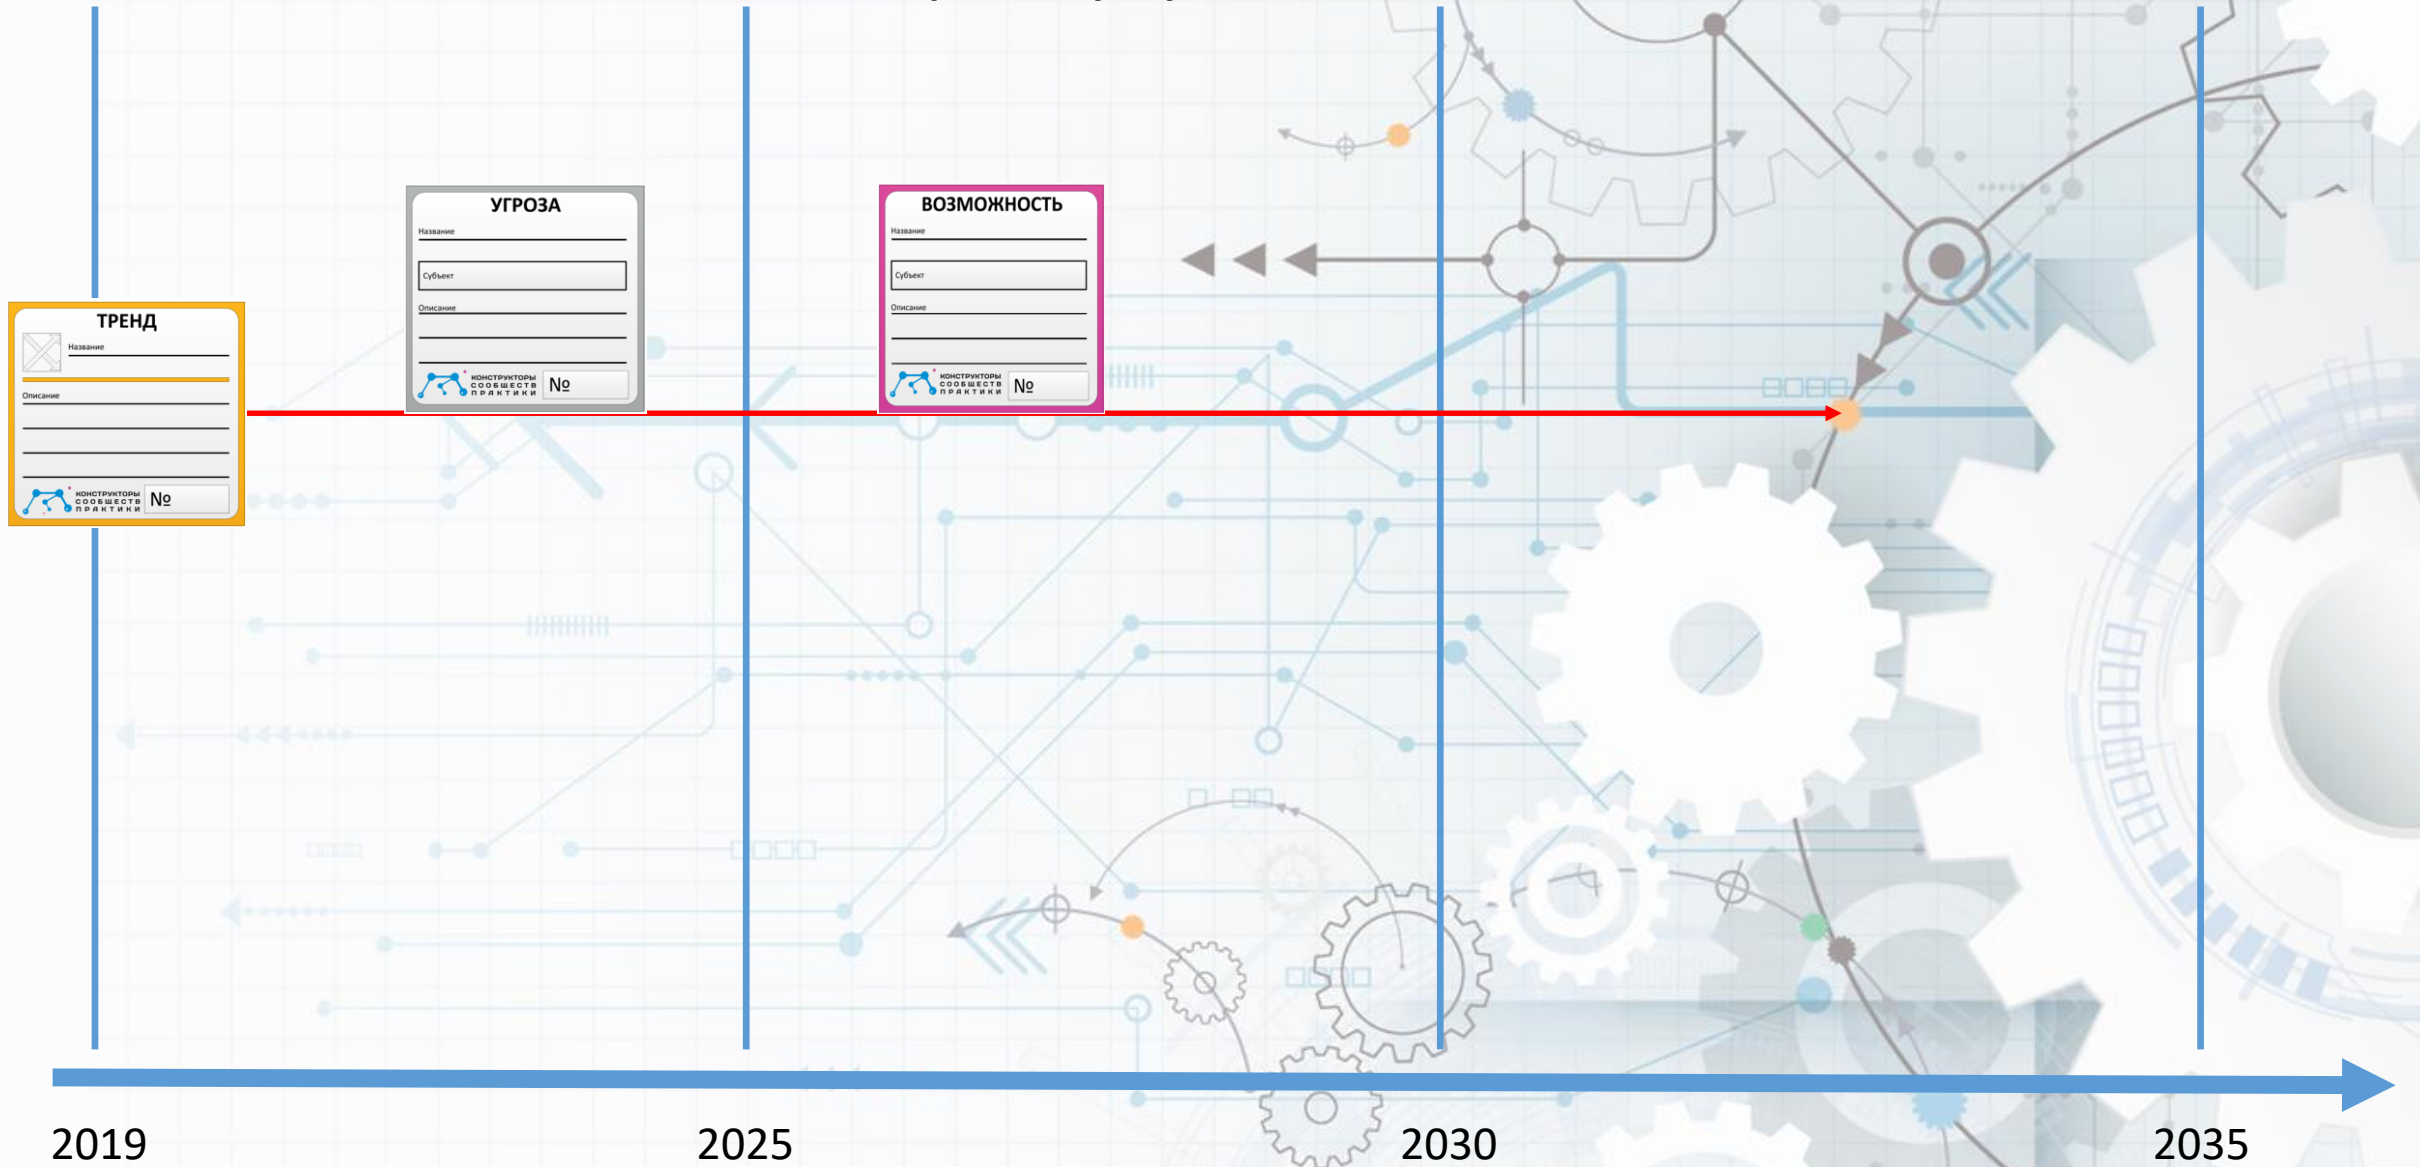 УГРОЗА
Название
Субъект
Описание
КОНСТРУКТОРЫ
СООБЩЕСТВ
ПРАКТИКИ
№
ВОЗМОЖНОСТЬ
Название
Субъект
Описание
КОНСТРУКТОРЫ
СООБЩЕСТВ
ПРАКТИКИ
№
ТРЕНД
Название
Описание
КОНСТРУКТОРЫ
СООБЩЕСТВ
ПРАКТИКИ
№
2019
2025
2030
2035